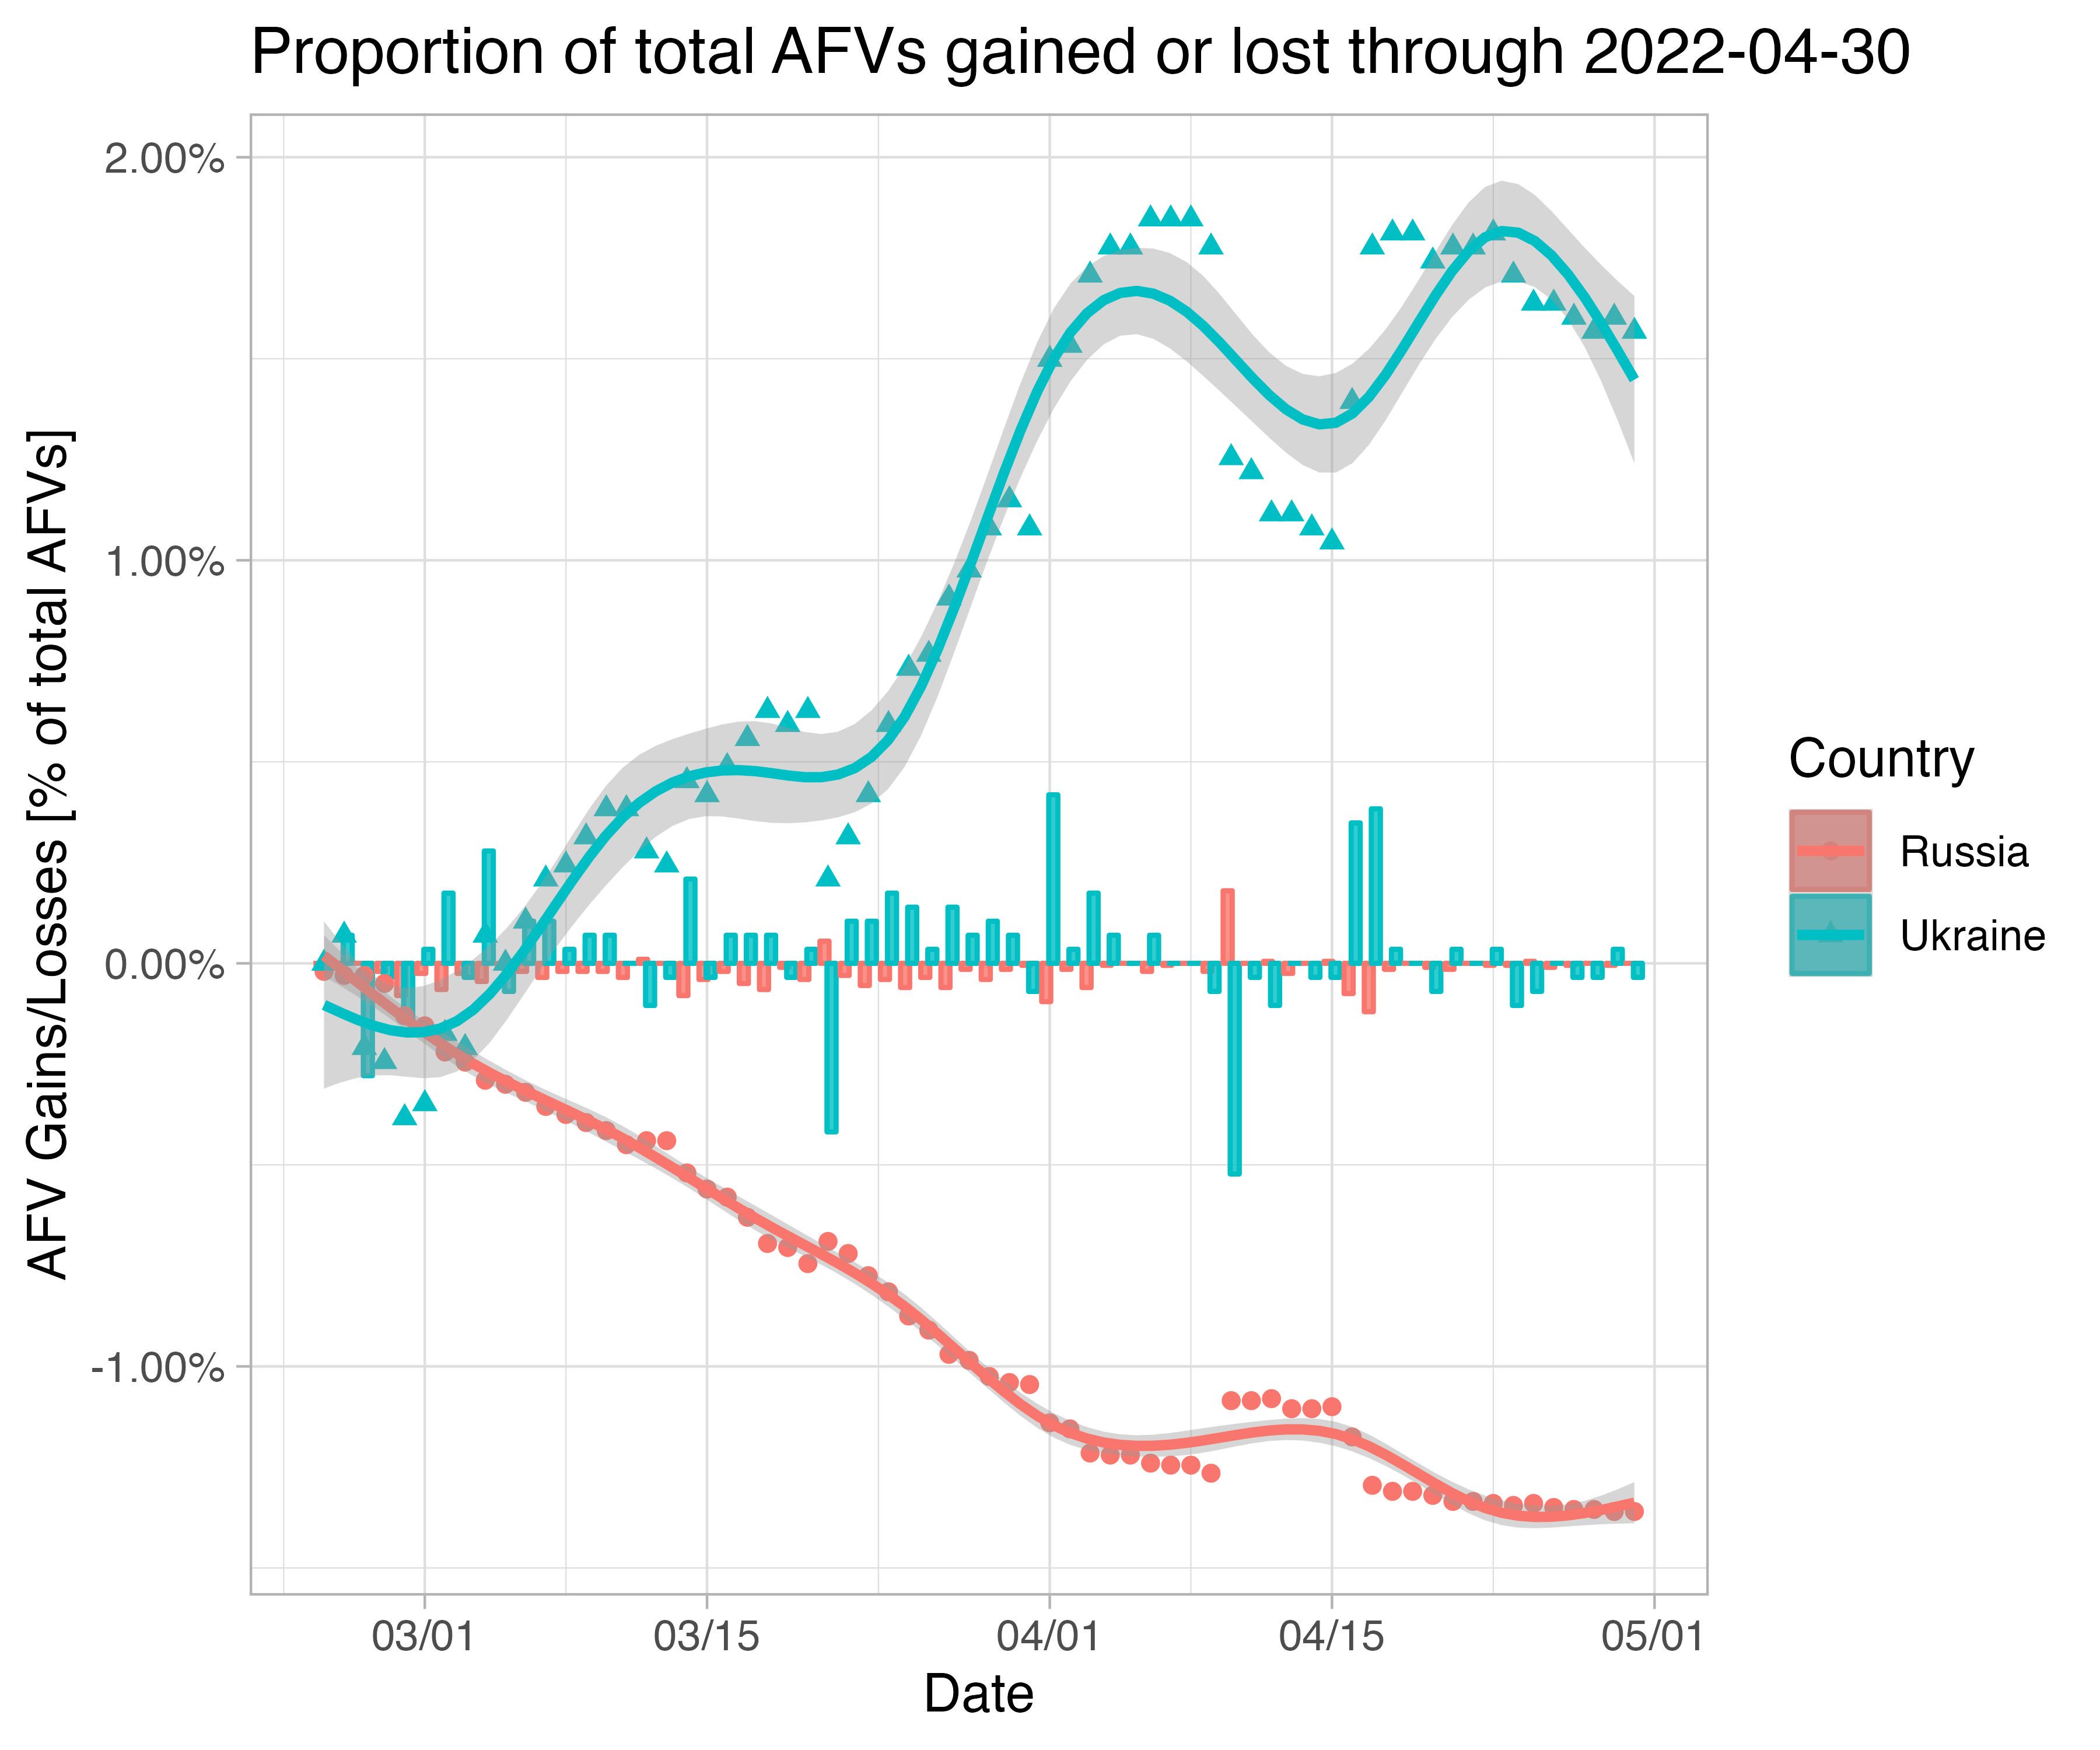 Proportion of total AFVs gained or lost through 2022-04-30
AFV Gains/Losses [% of total AFVs]
2.00%
1.00%
0.00%
-1.00%
03/01
03/15
04/01
04/15
05/01
Date
Country
Russia
Ukraine